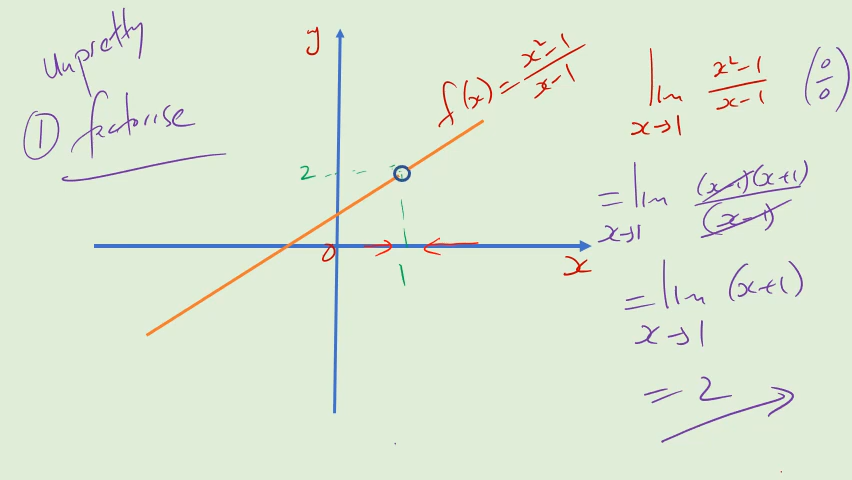 unpretty
① factorise
y
f(x) = x²-1 / x-1
2
0
1
x
lim x→1 x²-1 / x-1 (0/0)
= lim x→1 (x-1)(x+1) / (x-1)
= lim x→1 (x+1)
= 2